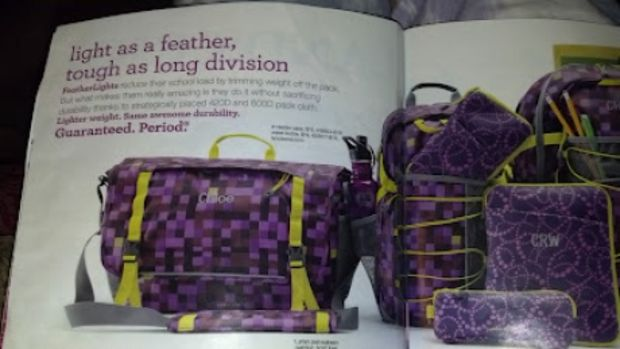 light as a feather,
tough as long division
FeatherLights reduce their school load by trimming weight off the pack.
But what makes them really amazing is they do it without sacrificing
durability thanks to strategically placed 420D and 600D pack cloth.
Lighter weight. Same awesome durability.
Guaranteed. Period.®
Chloe
CRW